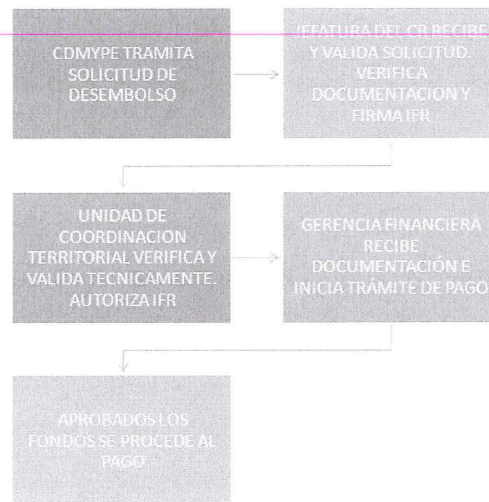 CDMYPE TRAMITA
SOLICITUD DE
DESEMBOLSO
JEFATURA DEL CR RECIBE
Y VALIDA SOLICITUD.
VERIFICA
DOCUMENTACION Y
FIRMA IFR
UNIDAD DE
COORDINACION
TERRITORIAL VERIFICA Y
VALIDA TECNICAMENTE.
AUTORIZA IFR
GERENCIA FINANCIERA
RECIBE
DOCUMENTACIÓN E
INICIA TRÁMITE DE PAGO
APROBADOS LOS
FONDOS SE PROCEDE AL
PAGO